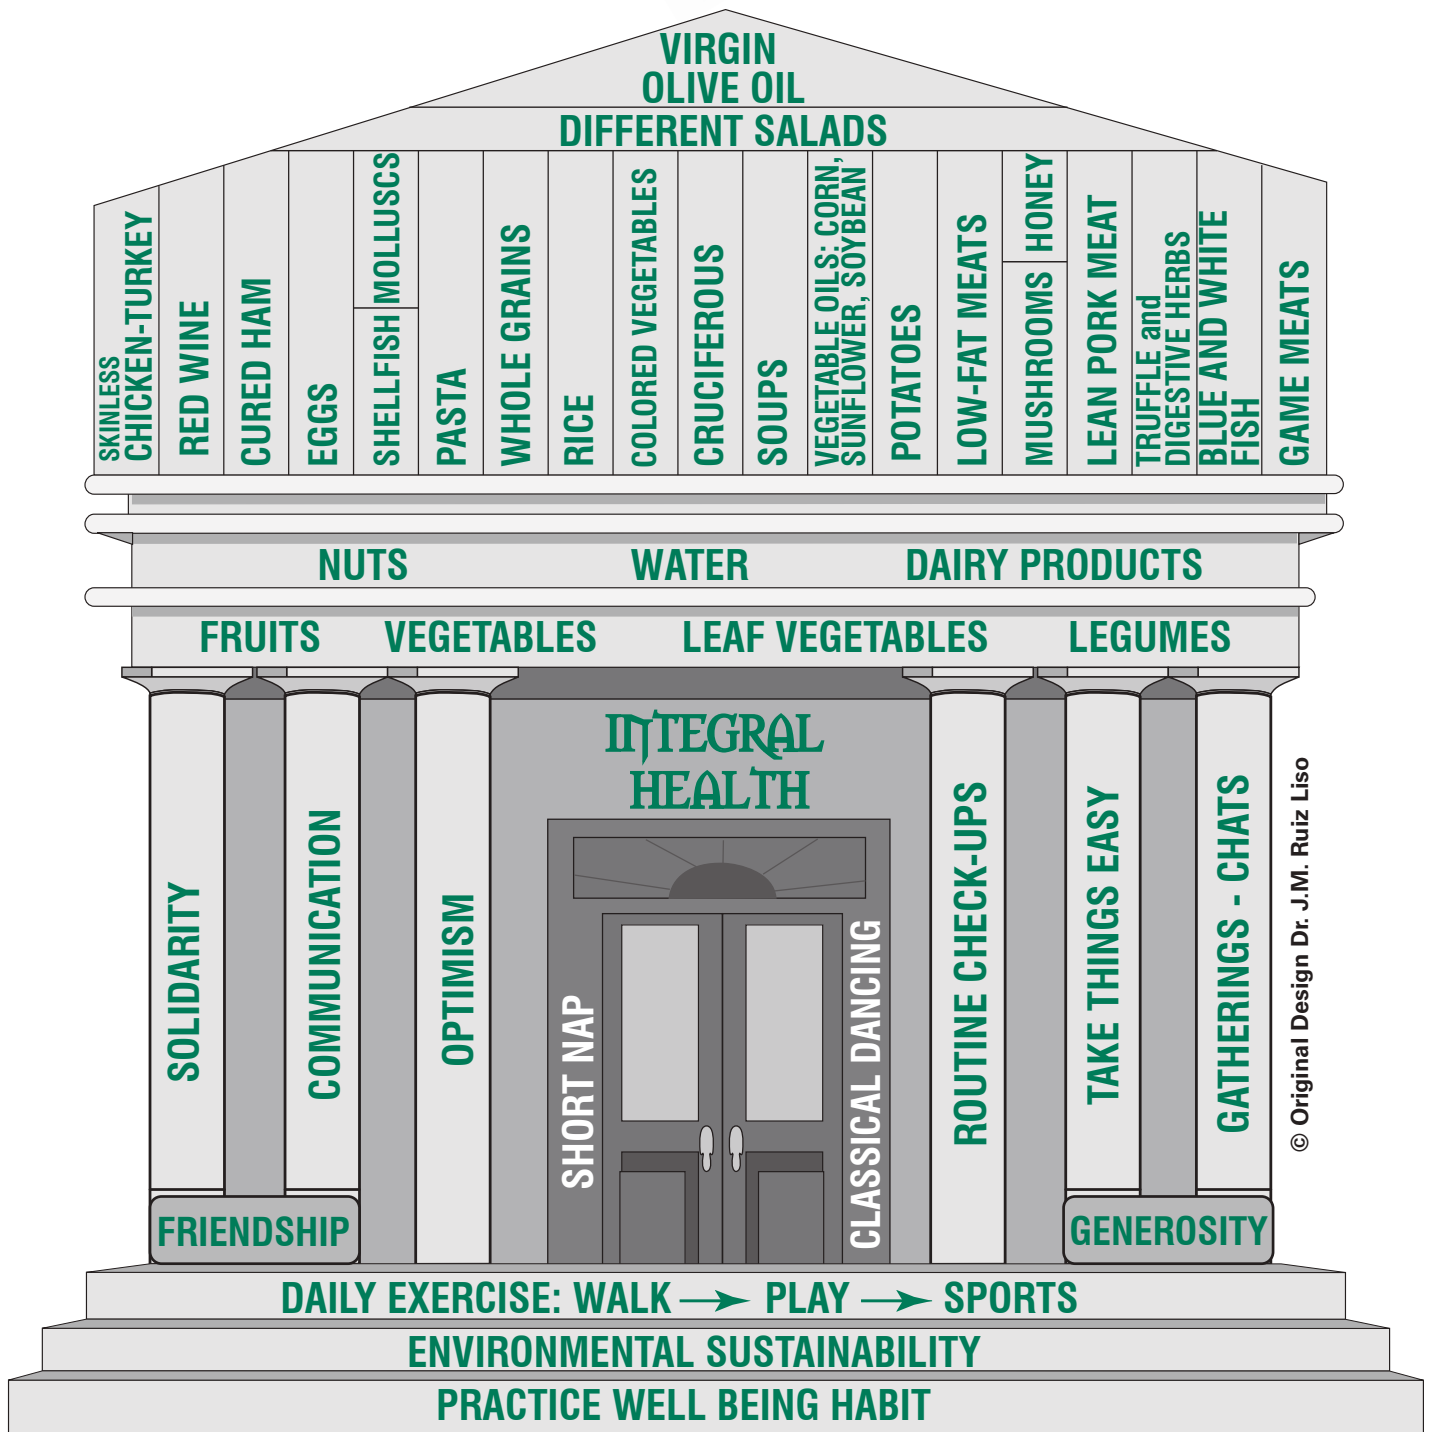 VIRGIN
OLIVE OIL
DIFFERENT SALADS
SKINLESS
CHICKEN-TURKEY
RED WINE
CURED HAM
EGGS
SHELLFISH
MOLLUSCS
PASTA
WHOLE GRAINS
RICE
COLORED VEGETABLES
CRUCIFEROUS
SOUPS
VEGETABLE OILS: CORN,
SUNFLOWER, SOYBEAN
POTATOES
LOW-FAT MEATS
MUSHROOMS
HONEY
LEAN PORK MEAT
TRUFFLE and
DIGESTIVE HERBS
BLUE AND WHITE
FISH
GAME MEATS
NUTS WATER DAIRY PRODUCTS
FRUITS VEGETABLES LEAF VEGETABLES LEGUMES
INTEGRAL
HEALTH
SOLIDARITY
COMMUNICATION
OPTIMISM
SHORT NAP
CLASSICAL DANCING
ROUTINE CHECK-UPS
TAKE THINGS EASY
GATHERINGS - CHATS
© Original Design Dr. J.M. Ruiz Liso
FRIENDSHIP
GENEROSITY
DAILY EXERCISE: WALK → PLAY → SPORTS
ENVIRONMENTAL SUSTAINABILITY
PRACTICE WELL BEING HABIT